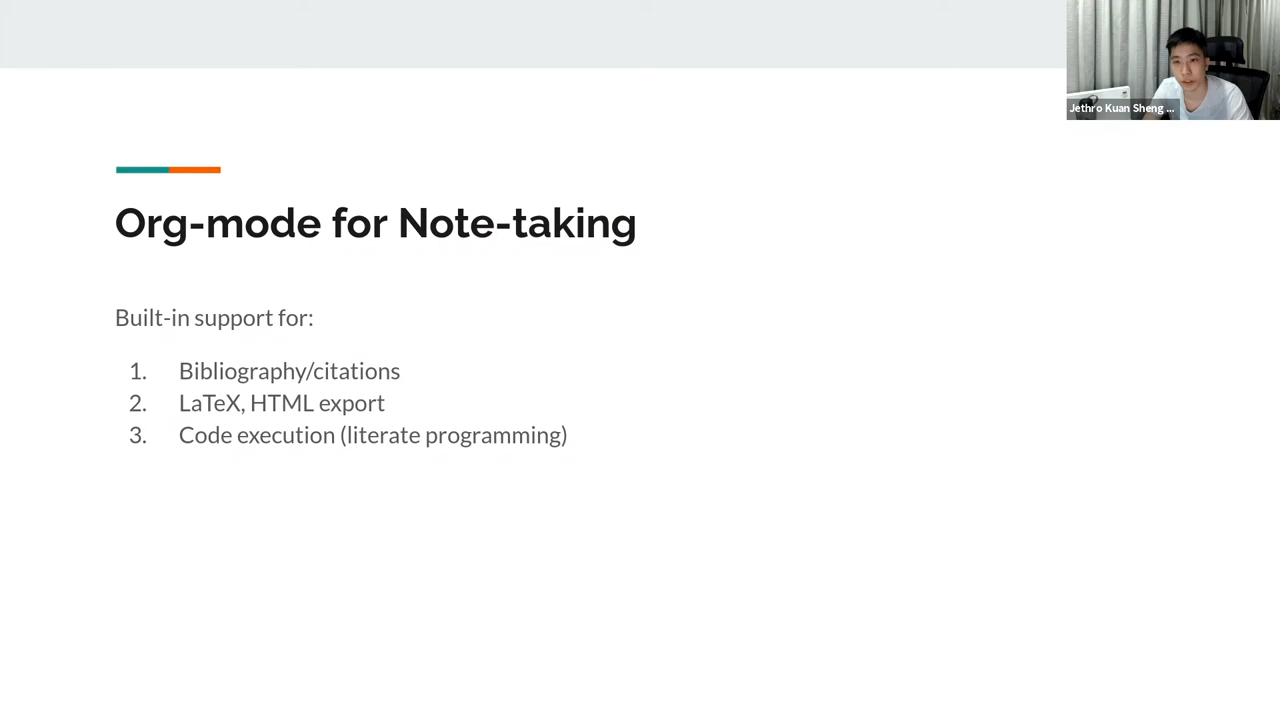 Jethro Kuan Sheng ...
Org-mode for Note-taking
Built-in support for:
1. Bibliography/citations
2. LaTeX, HTML export
3. Code execution (literate programming)